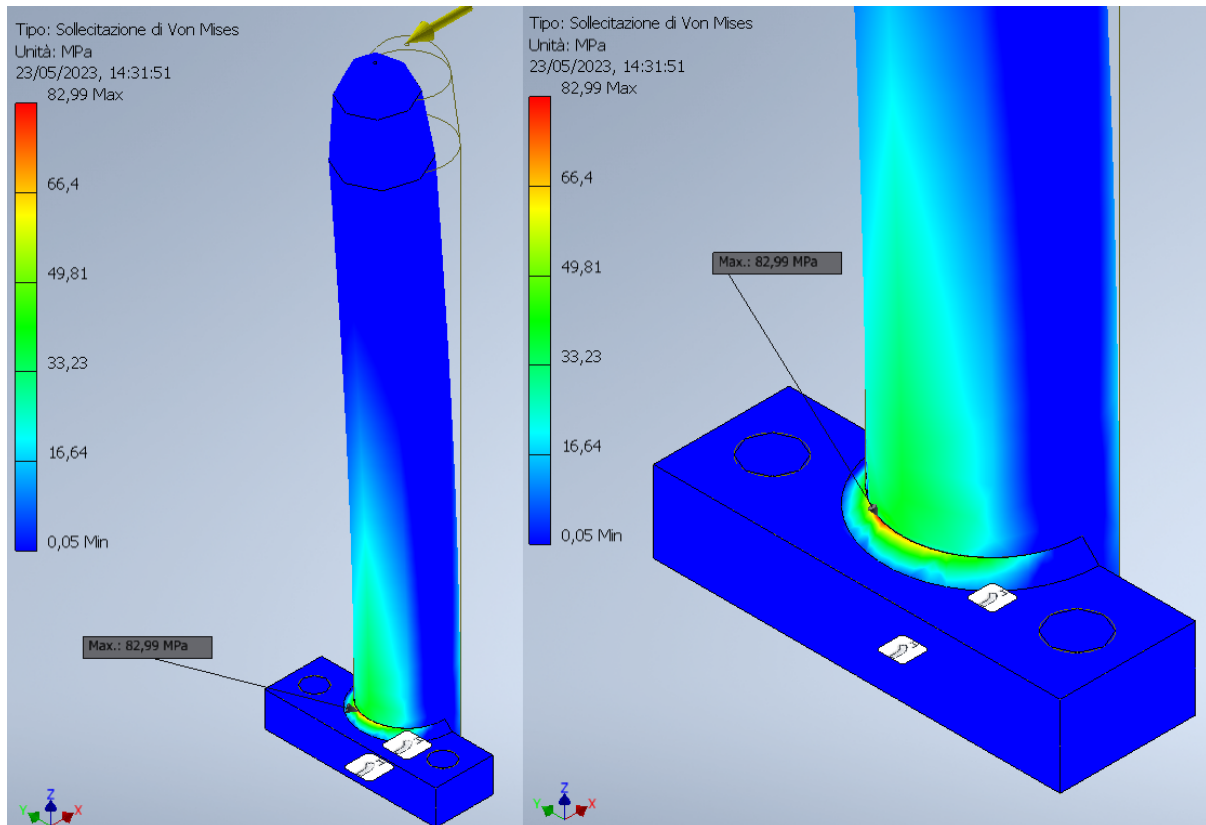 Tipo: Sollecitazione di Von Mises
Unità: MPa
23/05/2023, 14:31:51
82,99 Max
66,4
49,81
33,23
16,64
0,05 Min
Max.: 82,99 MPa
Z
Y
X
Tipo: Sollecitazione di Von Mises
Unità: MPa
23/05/2023, 14:31:51
82,99 Max
66,4
49,81
33,23
16,64
0,05 Min
Max.: 82,99 MPa
Z
Y
X